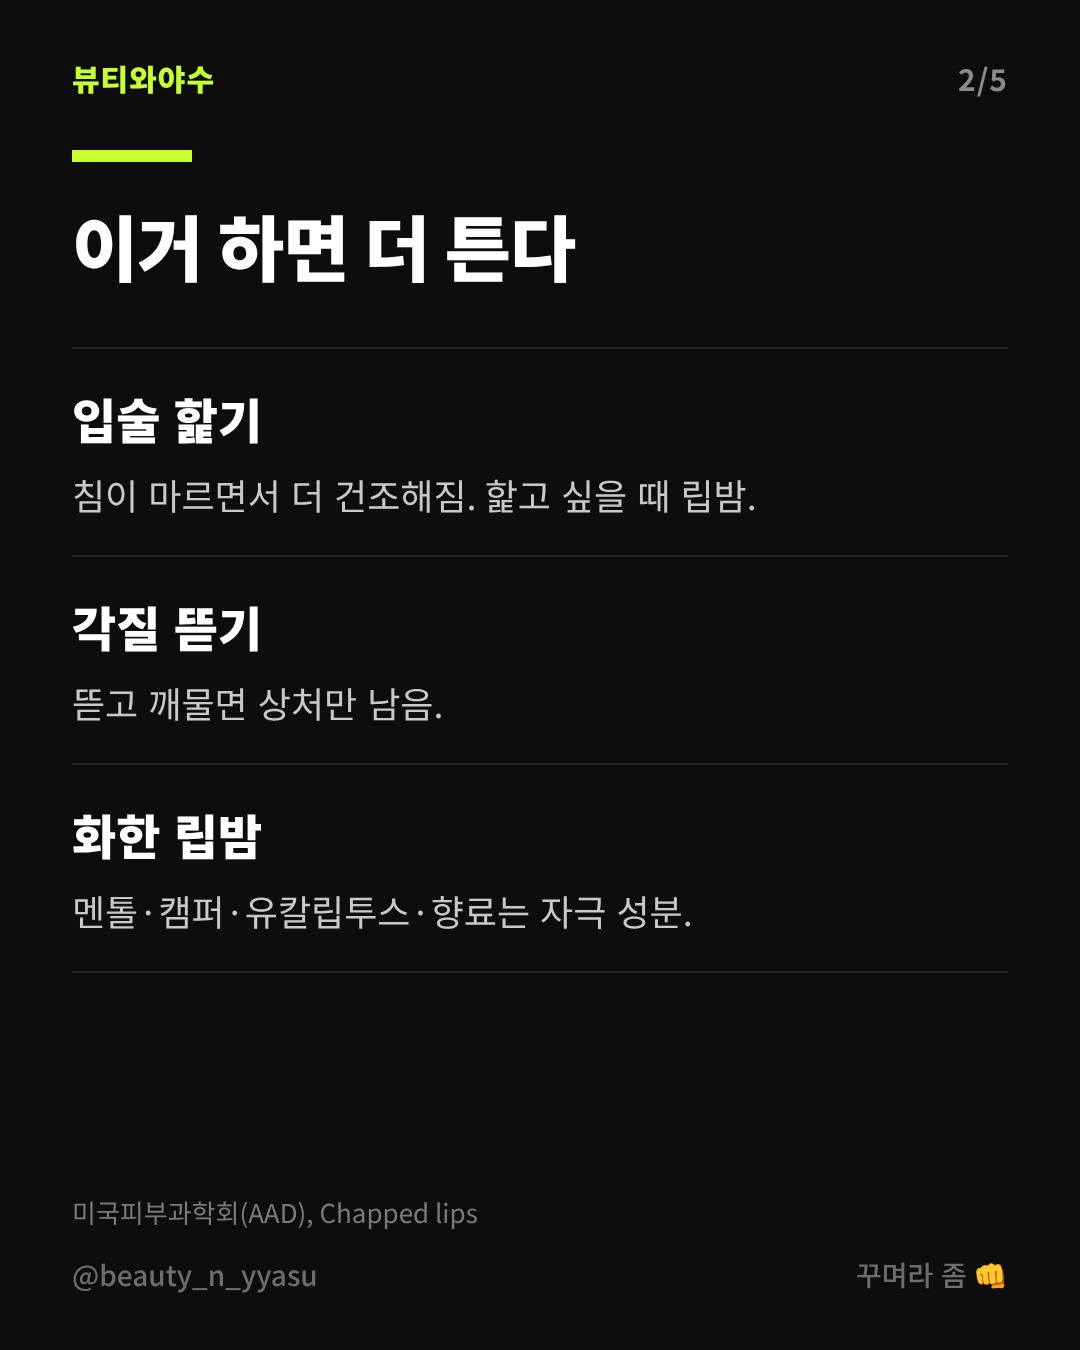 뷰티와야수
2/5
이거 하면 더 튼다
입술 핥기
침이 마르면서 더 건조해짐. 핥고 싶을 때 립밤.
각질 뜯기
뜯고 깨물면 상처만 남음.
화한 립밤
멘톨·캠퍼·유칼립투스·향료는 자극 성분.
미국피부과학회(AAD), Chapped lips
@beauty_n_yyasu
꾸며라 좀 👊